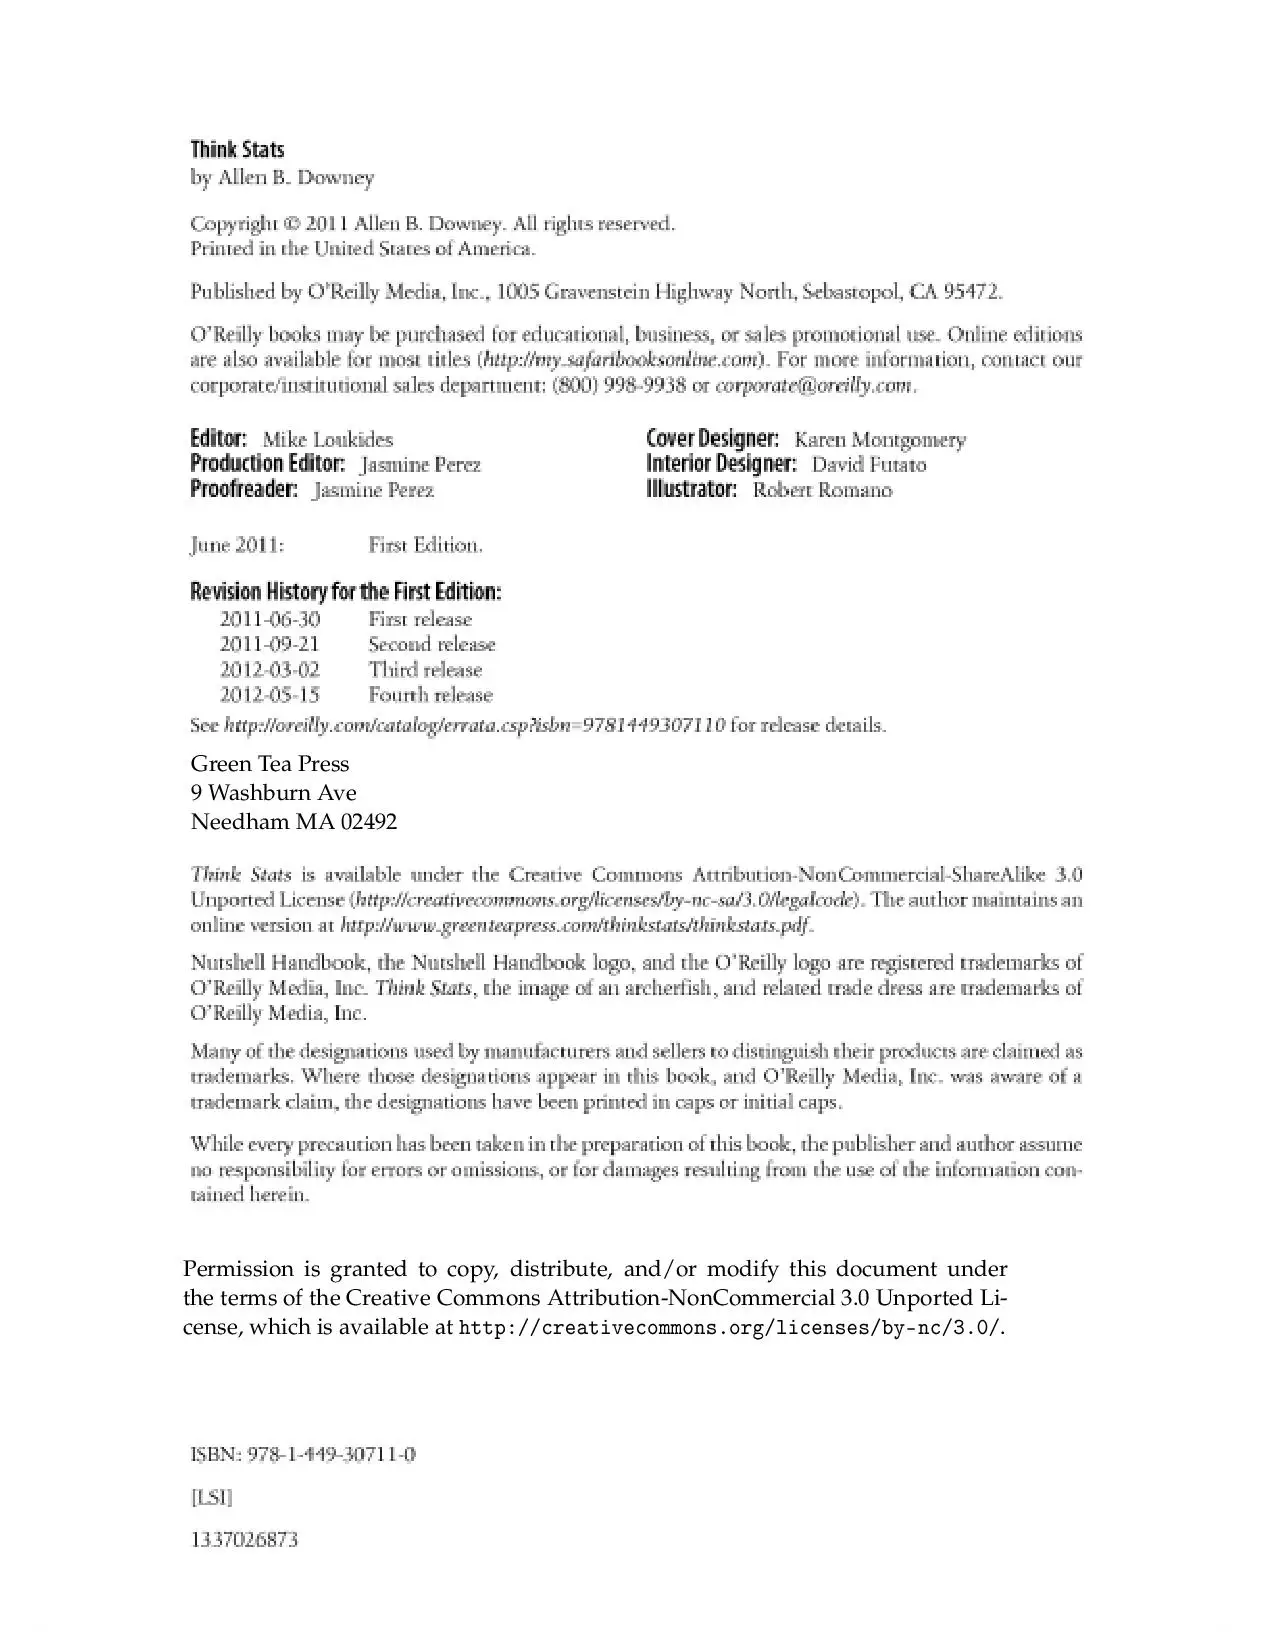 Think Stats
by Allen B. Downey
Copyright © 2011 Allen B. Downey. All rights reserved.
Printed in the United States of America.
Published by O’Reilly Media, Inc., 1005 Gravenstein Highway North, Sebastopol, CA 95472.
O’Reilly books may be purchased for educational, business, or sales promotional use. Online editions
are also available for most titles (http://my.safaribooksonline.com). For more information, contact our
corporate/institutional sales department: (800) 998-9938 or corporate@oreilly.com.
Editor: Mike Loukides
Production Editor: Jasmine Perez
Proofreader: Jasmine Perez
Cover Designer: Karen Montgomery
Interior Designer: David Futato
Illustrator: Robert Romano
June 2011: First Edition.
Revision History for the First Edition:
2011-06-30 First release
2011-09-21 Second release
2012-03-02 Third release
2012-05-15 Fourth release
See http://oreilly.com/catalog/errata.csp?isbn=9781449307110 for release details.
Green Tea Press
9 Washburn Ave
Needham MA 02492
Think Stats is available under the Creative Commons Attribution-NonCommercial-ShareAlike 3.0
Unported License (http://creativecommons.org/licenses/by-nc-sa/3.0/legalcode). The author maintains an
online version at http://www.greenteapress.com/thinkstats/thinkstats.pdf.
Nutshell Handbook, the Nutshell Handbook logo, and the O’Reilly logo are registered trademarks of
O’Reilly Media, Inc. Think Stats, the image of an archerfish, and related trade dress are trademarks of
O’Reilly Media, Inc.
Many of the designations used by manufacturers and sellers to distinguish their products are claimed as
trademarks. Where those designations appear in this book, and O’Reilly Media, Inc. was aware of a
trademark claim, the designations have been printed in caps or initial caps.
While every precaution has been taken in the preparation of this book, the publisher and author assume
no responsibility for errors or omissions, or for damages resulting from the use of the information con-
tained herein.
Permission is granted to copy, distribute, and/or modify this document under
the terms of the Creative Commons Attribution-NonCommercial 3.0 Unported Li-
cense, which is available at http://creativecommons.org/licenses/by-nc/3.0/.
ISBN: 978-1-449-30711-0
[LSI]
1337026873